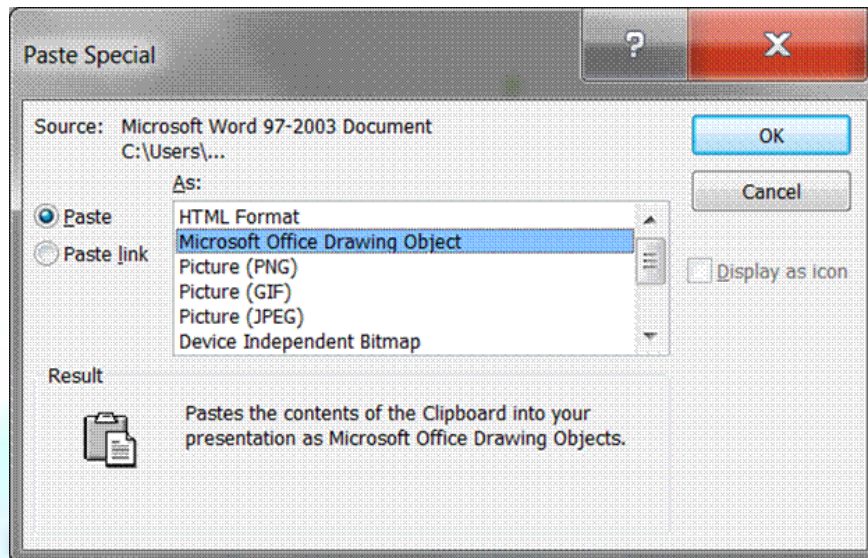 Paste Special
?
Source: Microsoft Word 97-2003 Document
C:\Users\...
As:
Paste
Paste link
HTML Format
Microsoft Office Drawing Object
Picture (PNG)
Picture (GIF)
Picture (JPEG)
Device Independent Bitmap
OK
Cancel
Display as icon
Result
Pastes the contents of the Clipboard into your
presentation as Microsoft Office Drawing Objects.